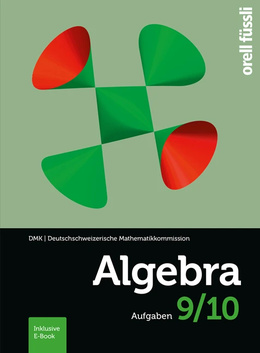 orell füssli
DMK | Deutschschweizerische Mathematikkommission
Algebra
Aufgaben 9/10
Inklusive
E-Book